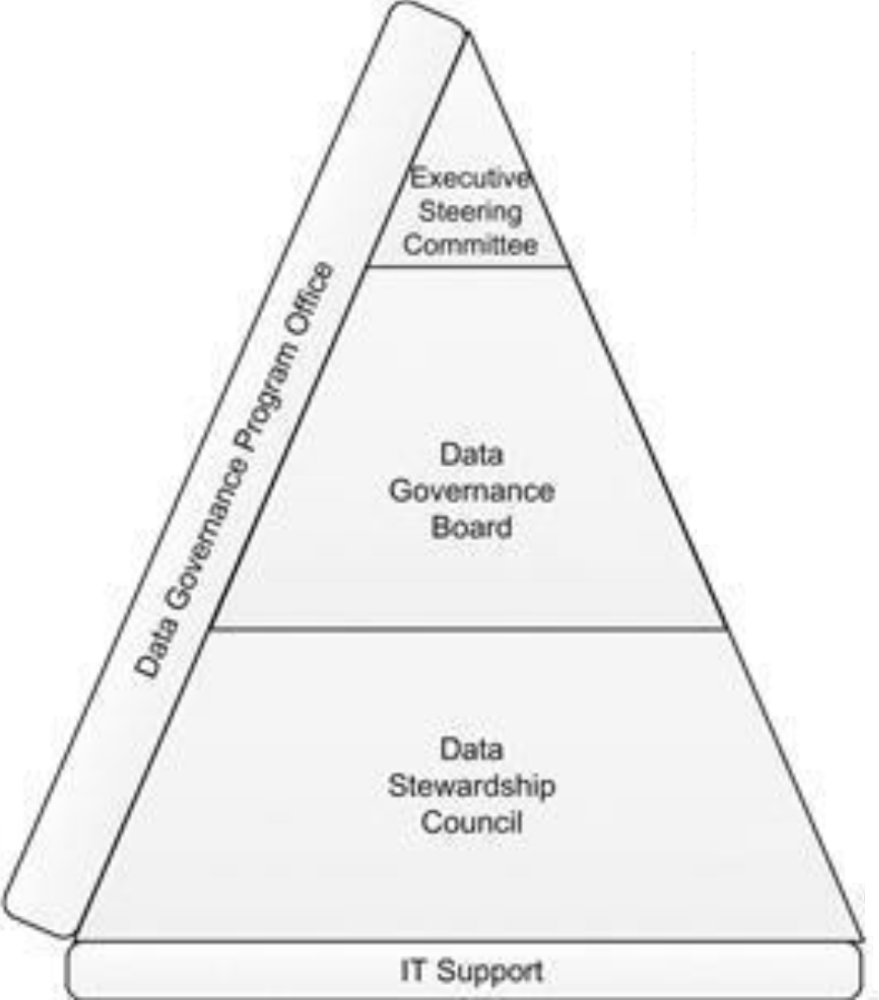 Executive
Steering
Committee
Data Governance Program Office
Data
Governance
Board
Data
Stewardship
Council
IT Support